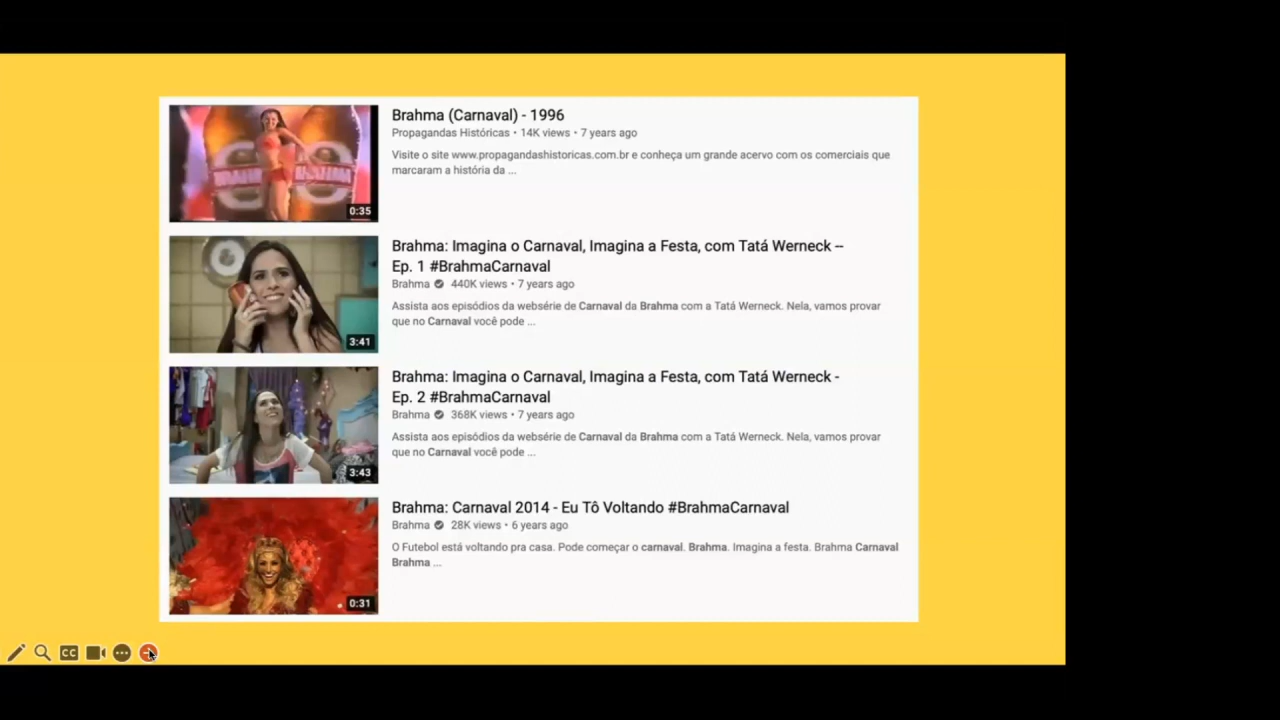 Brahma (Carnaval) - 1996
Propagandas Históricas • 14K views • 7 years ago
Visite o site www.propagandashistoricas.com.br e conheça um grande acervo com os comerciais que
marcaram a história da ...
BRAHMA
0:35
Brahma: Imagina o Carnaval, Imagina a Festa, com Tatá Werneck --
Ep. 1 #BrahmaCarnaval
Brahma 440K views • 7 years ago
Assista aos episódios da websérie de Carnaval da Brahma com a Tatá Werneck. Nela, vamos provar
que no Carnaval você pode ...
3:41
Brahma: Imagina o Carnaval, Imagina a Festa, com Tatá Werneck -
Ep. 2 #BrahmaCarnaval
Brahma 368K views • 7 years ago
Assista aos episódios da websérie de Carnaval da Brahma com a Tatá Werneck. Nela, vamos provar
que no Carnaval você pode ...
3:43
Brahma: Carnaval 2014 - Eu Tô Voltando #BrahmaCarnaval
Brahma 28K views • 6 years ago
O Futebol está voltando pra casa. Pode começar o carnaval. Brahma. Imagina a festa. Brahma Carnaval
Brahma ...
0:31
CC